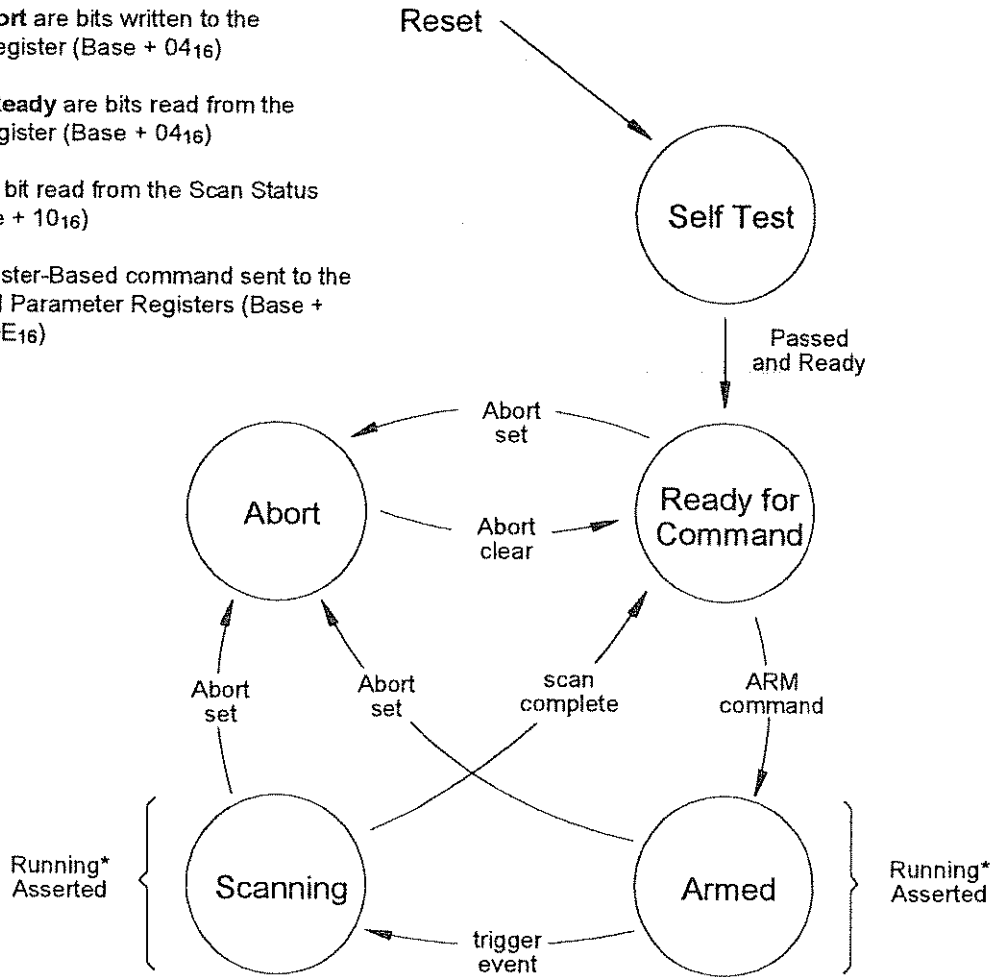 ort are bits written to the
egister (Base + 04₁₆)
eady are bits read from the
gister (Base + 04₁₆)
bit read from the Scan Status
e + 10₁₆)
ster-Based command sent to the
Parameter Registers (Base +
E₁₆)
Reset
Self Test
Passed
and Ready
Abort
set
Abort
Ready for
Command
Abort
clear
Abort
set
Abort
set
scan
complete
ARM
command
Running*
Asserted
Scanning
Armed
Running*
Asserted
trigger
event